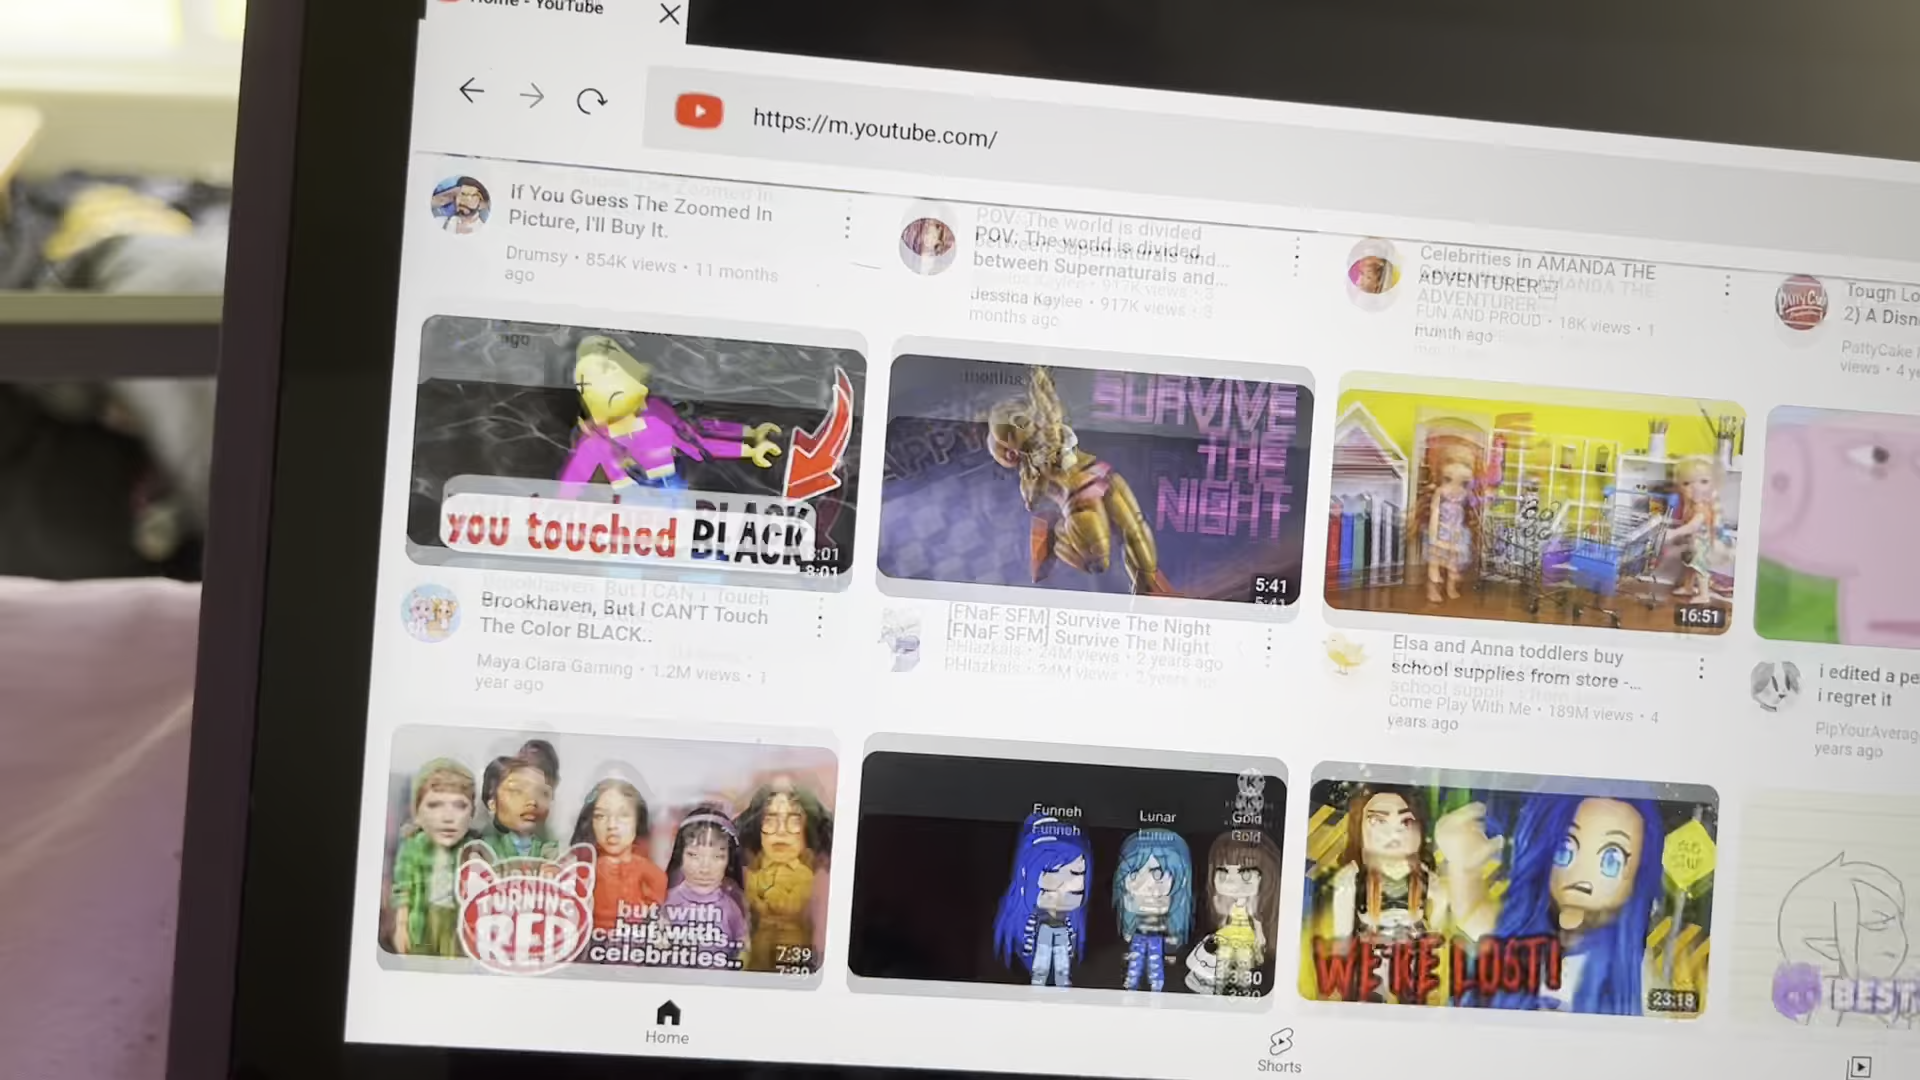 Home - YouTube
https://m.youtube.com/
If You Guess The Zoomed In
Picture, I'll Buy It.
Drumsy • 854K views • 11 months
ago
POV: The world is divided
between Supernaturals and...
Jessica Kaylee • 917K views • 3
months ago
Celebrities in AMANDA THE
ADVENTURER
FUN AND PROUD • 18K views • 1
month ago
Tough Lo
2) A Disn
PattyCake
views • 4 ye
you touched BLACK
8:01
SURVIVE
THE
NIGHT
5:41
16:51
Brookhaven, But I CAN'T Touch
The Color BLACK..
Maya Clara Gaming • 1.2M views • 1
year ago
[FNaF SFM] Survive The Night
PHIazkals • 24M views • 2 years ago
Elsa and Anna toddlers buy
school supplies from store -...
Come Play With Me • 189M views • 4
years ago
i edited a pe
i regret it
PipYourAverag
years ago
TURNING
RED
but with
celebrities..
7:39
Funneh
Lunar
Gold
3:30
WE'RE LOST!
23:18
BEST
Home
Shorts